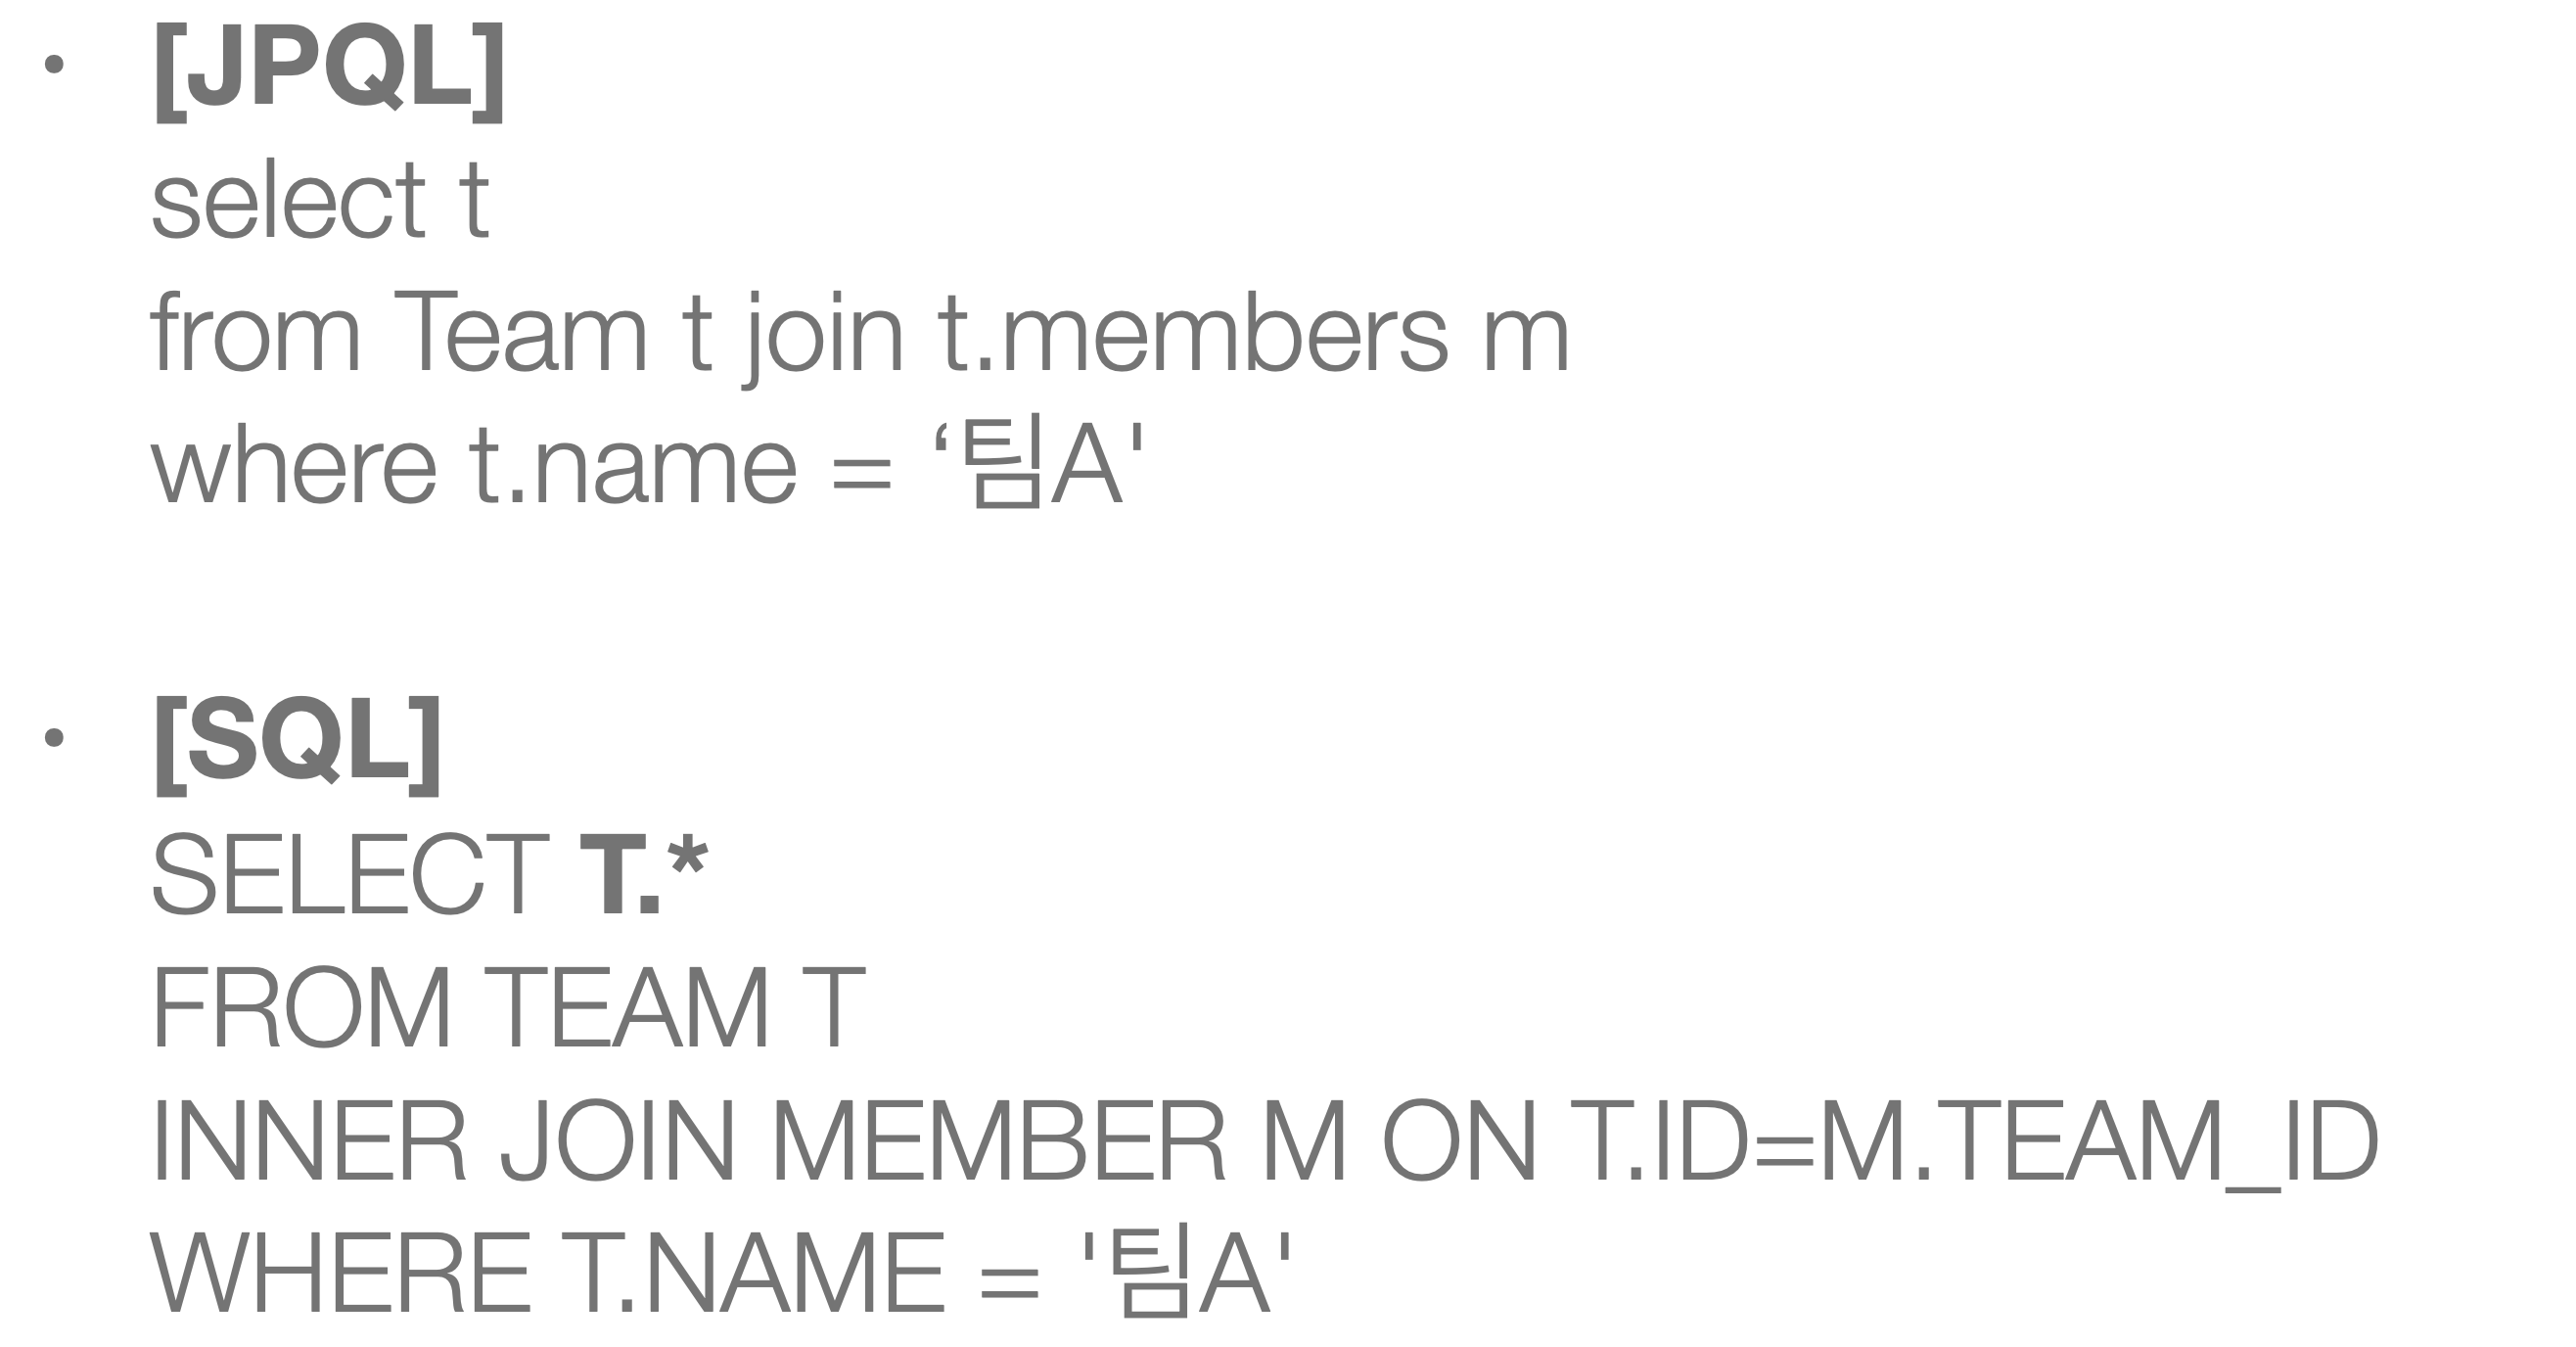 • [JPQL]
select t
from Team t join t.members m
where t.name = ‘팀A'
• [SQL]
SELECT T.*
FROM TEAM T
INNER JOIN MEMBER M ON T.ID=M.TEAM_ID
WHERE T.NAME = '팀A'